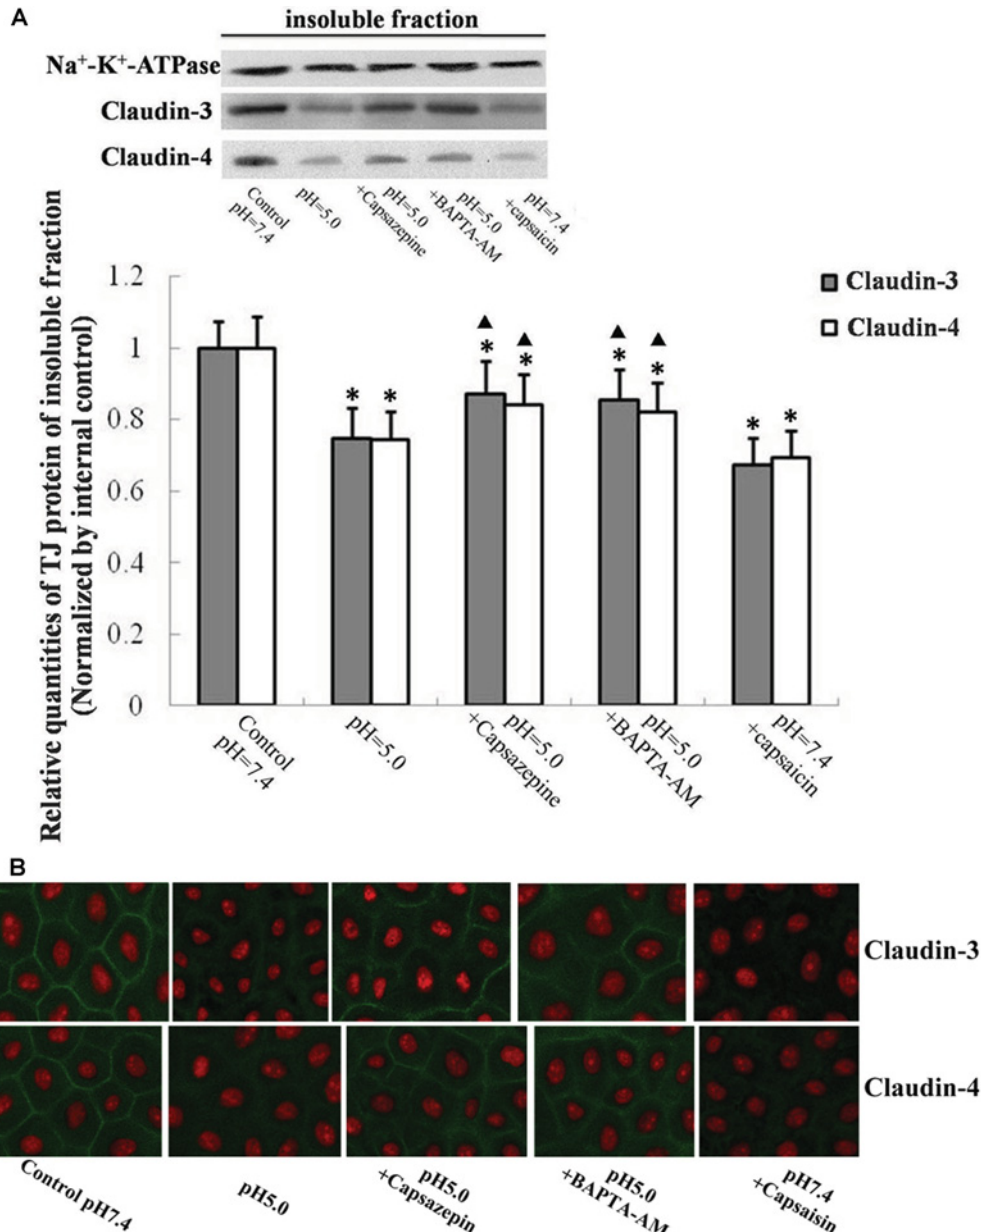 A
insoluble fraction
Na⁺-K⁺-ATPase
Claudin-3
Claudin-4
Control
pH=7.4
pH=5.0
pH=5.0
+Capsazepine
pH=5.0
+BAPTA-AM
pH=7.4
+capsaicin
Relative quantities of TJ protein of insoluble fraction
(Normalized by internal control)
1.2
1
0.8
0.6
0.4
0.2
0
Claudin-3
Claudin-4
▲ ▲ ▲ ▲
* * * * * * * *
Control
pH=7.4
pH=5.0
pH=5.0
+Capsazepine
pH=5.0
+BAPTA-AM
pH=7.4
+capsaicin
B
Claudin-3
Claudin-4
Control pH7.4
pH5.0
pH5.0
+Capsazepin
pH5.0
+BAPTA-AM
pH7.4
+Capsaisin